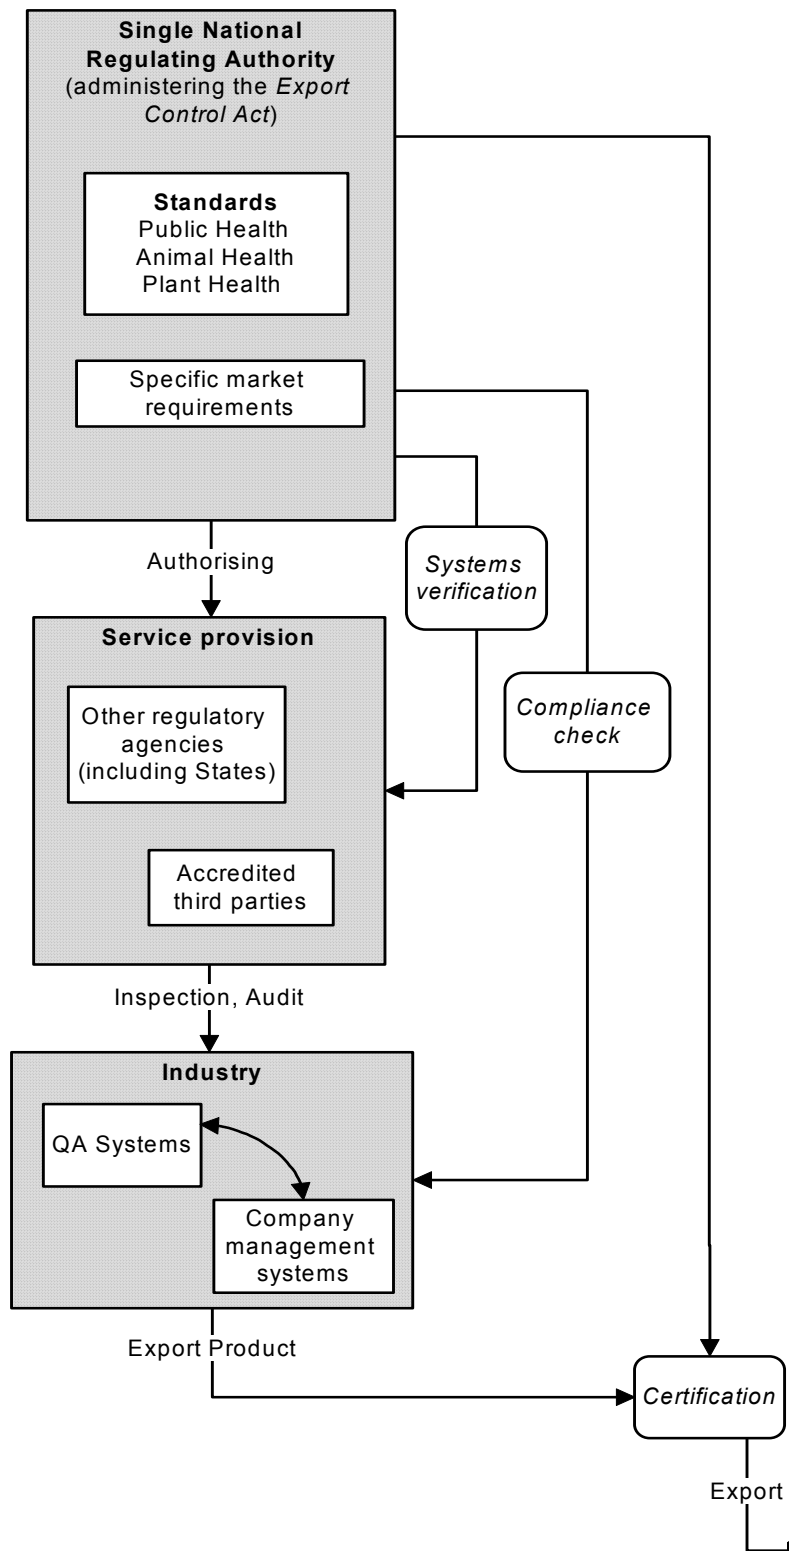 Single National
Regulating Authority
(administering the Export
Control Act)
Standards
Public Health
Animal Health
Plant Health
Specific market
requirements
Authorising
Systems
verification
Service provision
Other regulatory
agencies
(including States)
Compliance
check
Accredited
third parties
Inspection, Audit
Industry
QA Systems
Company
management
systems
Export Product
Certification
Export